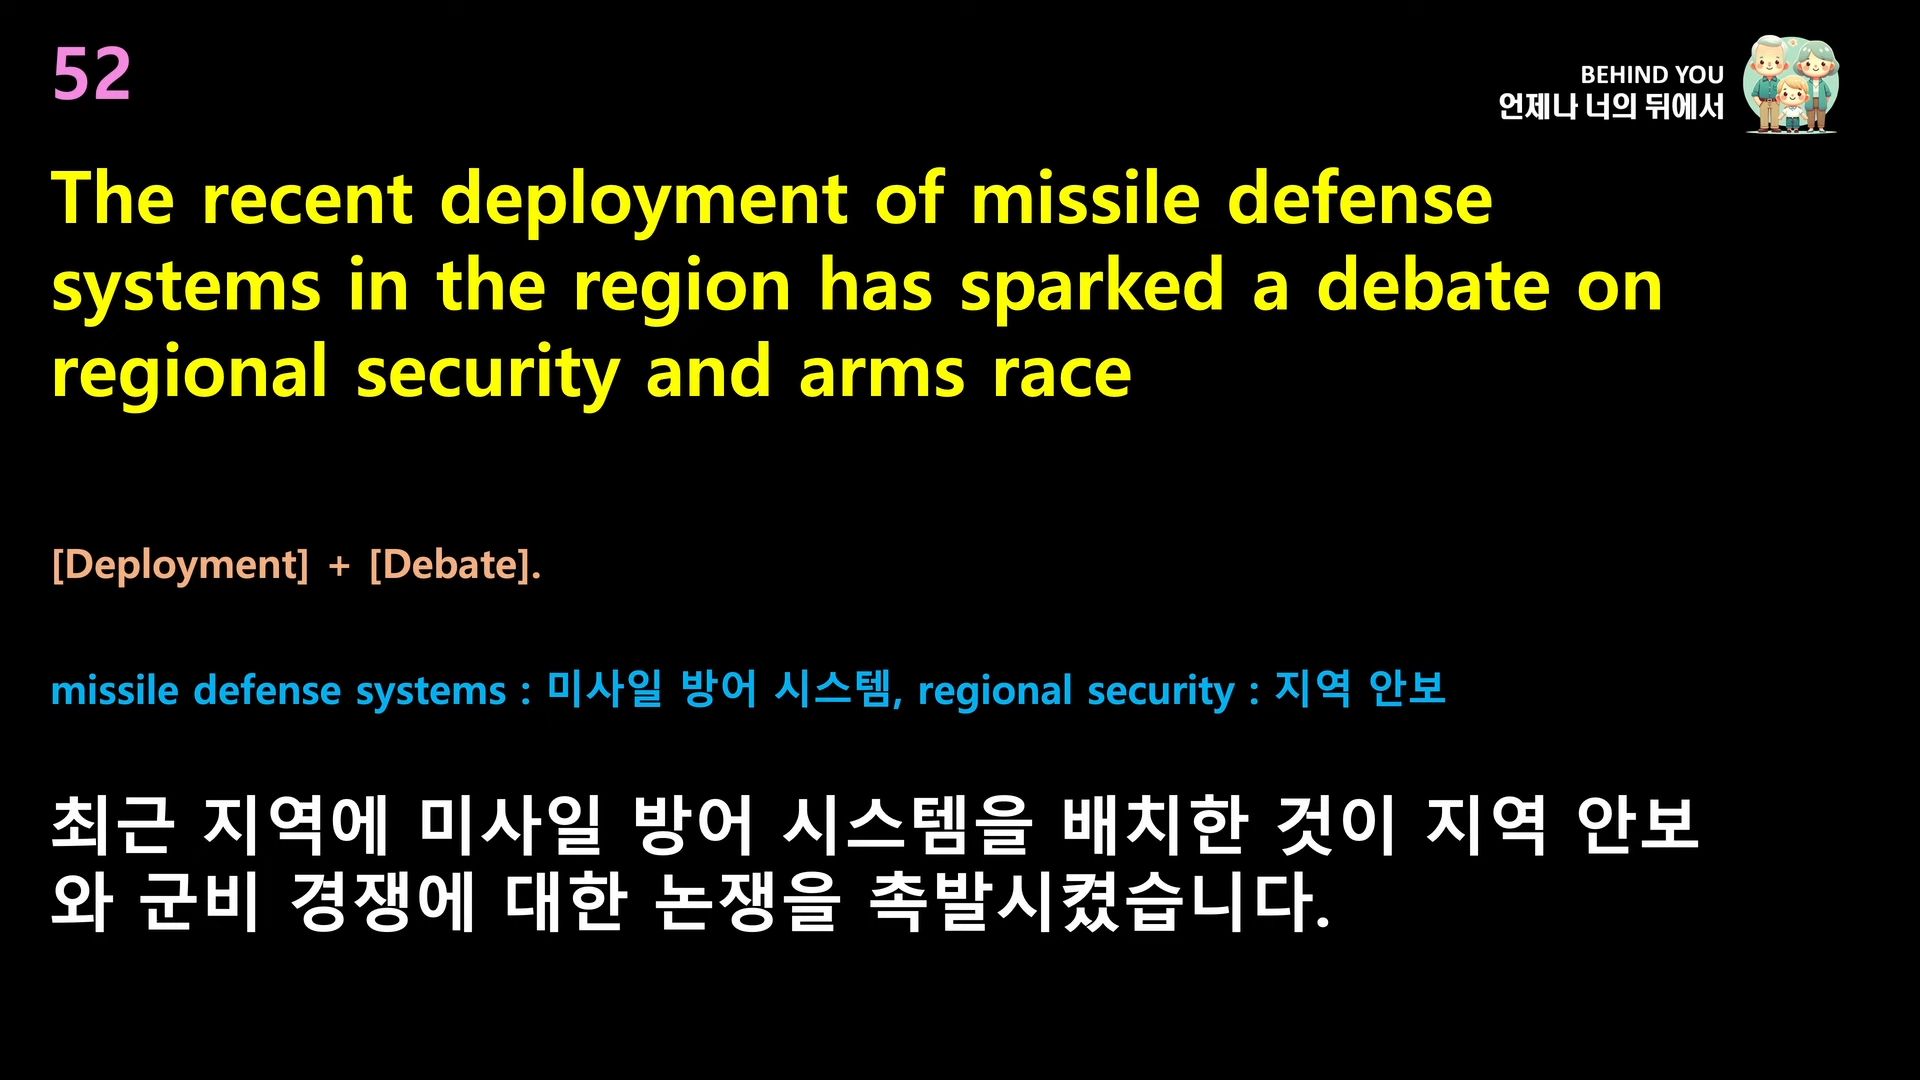 52
BEHIND YOU
언제나 너의 뒤에서
The recent deployment of missile defense
systems in the region has sparked a debate on
regional security and arms race
[Deployment] + [Debate].
missile defense systems : 미사일 방어 시스템, regional security : 지역 안보
최근 지역에 미사일 방어 시스템을 배치한 것이 지역 안보
와 군비 경쟁에 대한 논쟁을 촉발시켰습니다.